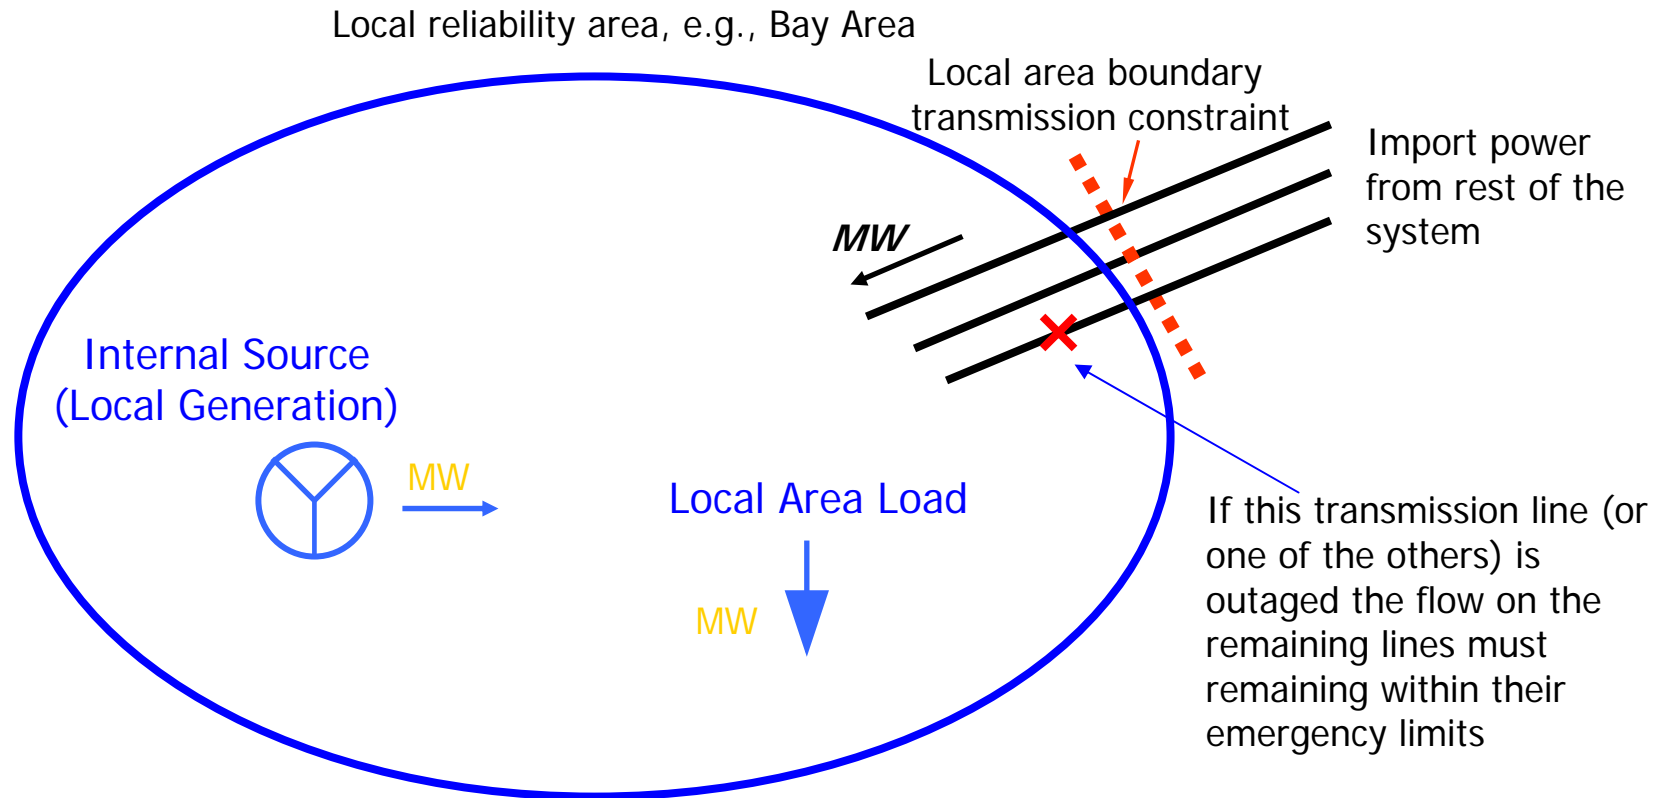 Local reliability area, e.g., Bay Area
Local area boundary
transmission constraint
Import power
from rest of the
system
MW
Internal Source
(Local Generation)
MW
Local Area Load
MW
If this transmission line (or
one of the others) is
outaged the flow on the
remaining lines must
remaining within their
emergency limits